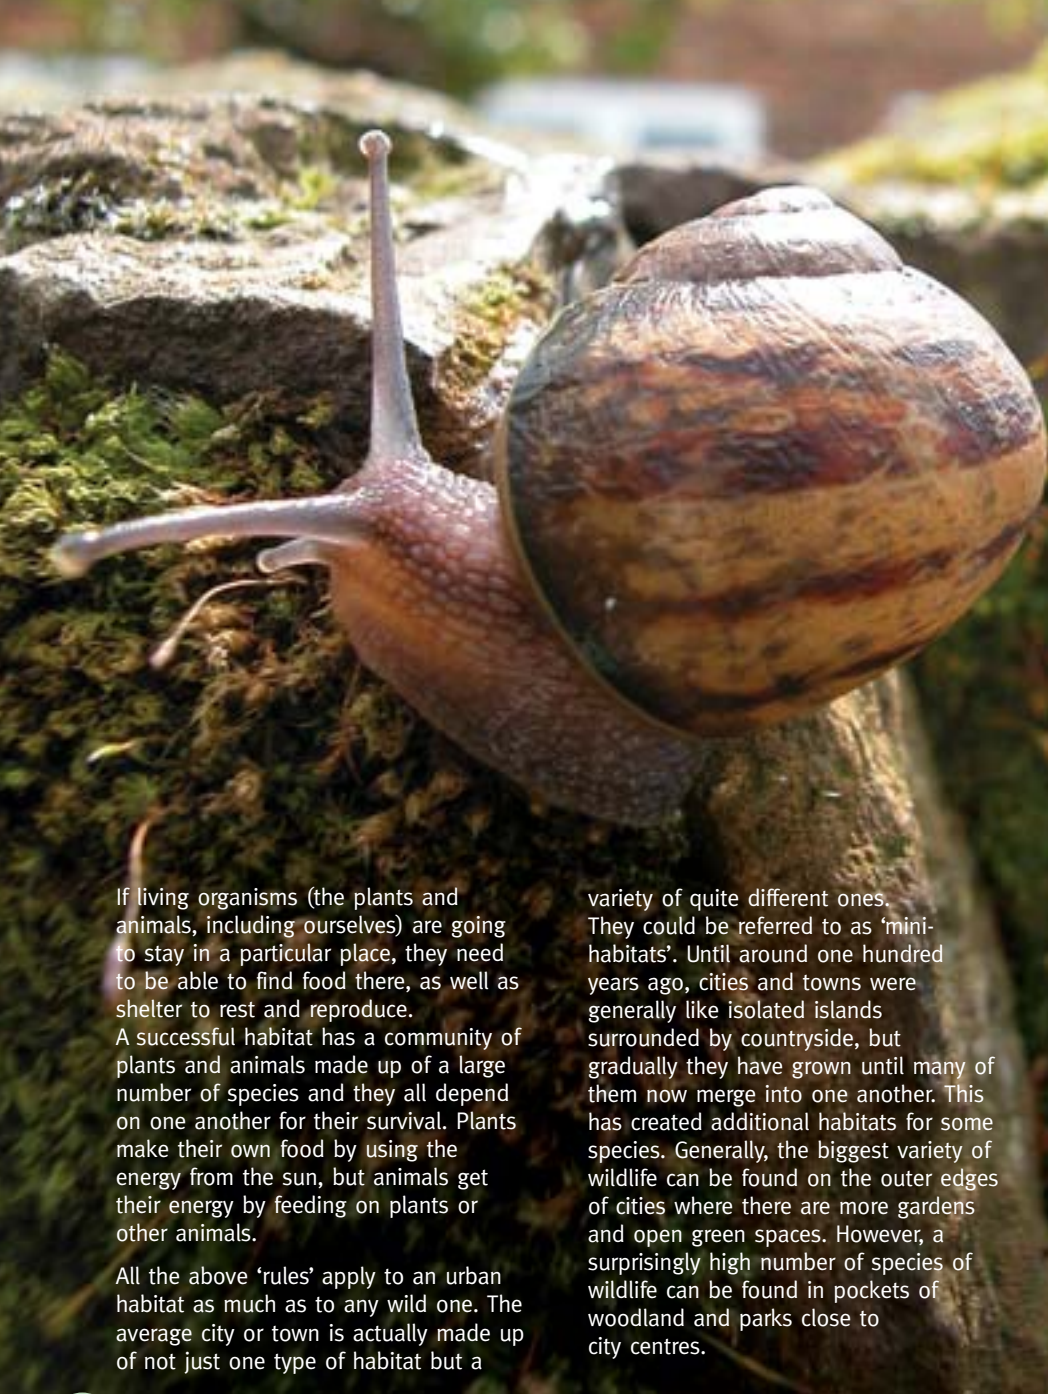 If living organisms (the plants and
animals, including ourselves) are going
to stay in a particular place, they need
to be able to find food there, as well as
shelter to rest and reproduce.
A successful habitat has a community of
plants and animals made up of a large
number of species and they all depend
on one another for their survival. Plants
make their own food by using the
energy from the sun, but animals get
their energy by feeding on plants or
other animals.
All the above ‘rules’ apply to an urban
habitat as much as to any wild one. The
average city or town is actually made up
of not just one type of habitat but a
variety of quite different ones.
They could be referred to as ‘mini-
habitats’. Until around one hundred
years ago, cities and towns were
generally like isolated islands
surrounded by countryside, but
gradually they have grown until many of
them now merge into one another. This
has created additional habitats for some
species. Generally, the biggest variety of
wildlife can be found on the outer edges
of cities where there are more gardens
and open green spaces. However, a
surprisingly high number of species of
wildlife can be found in pockets of
woodland and parks close to
city centres.